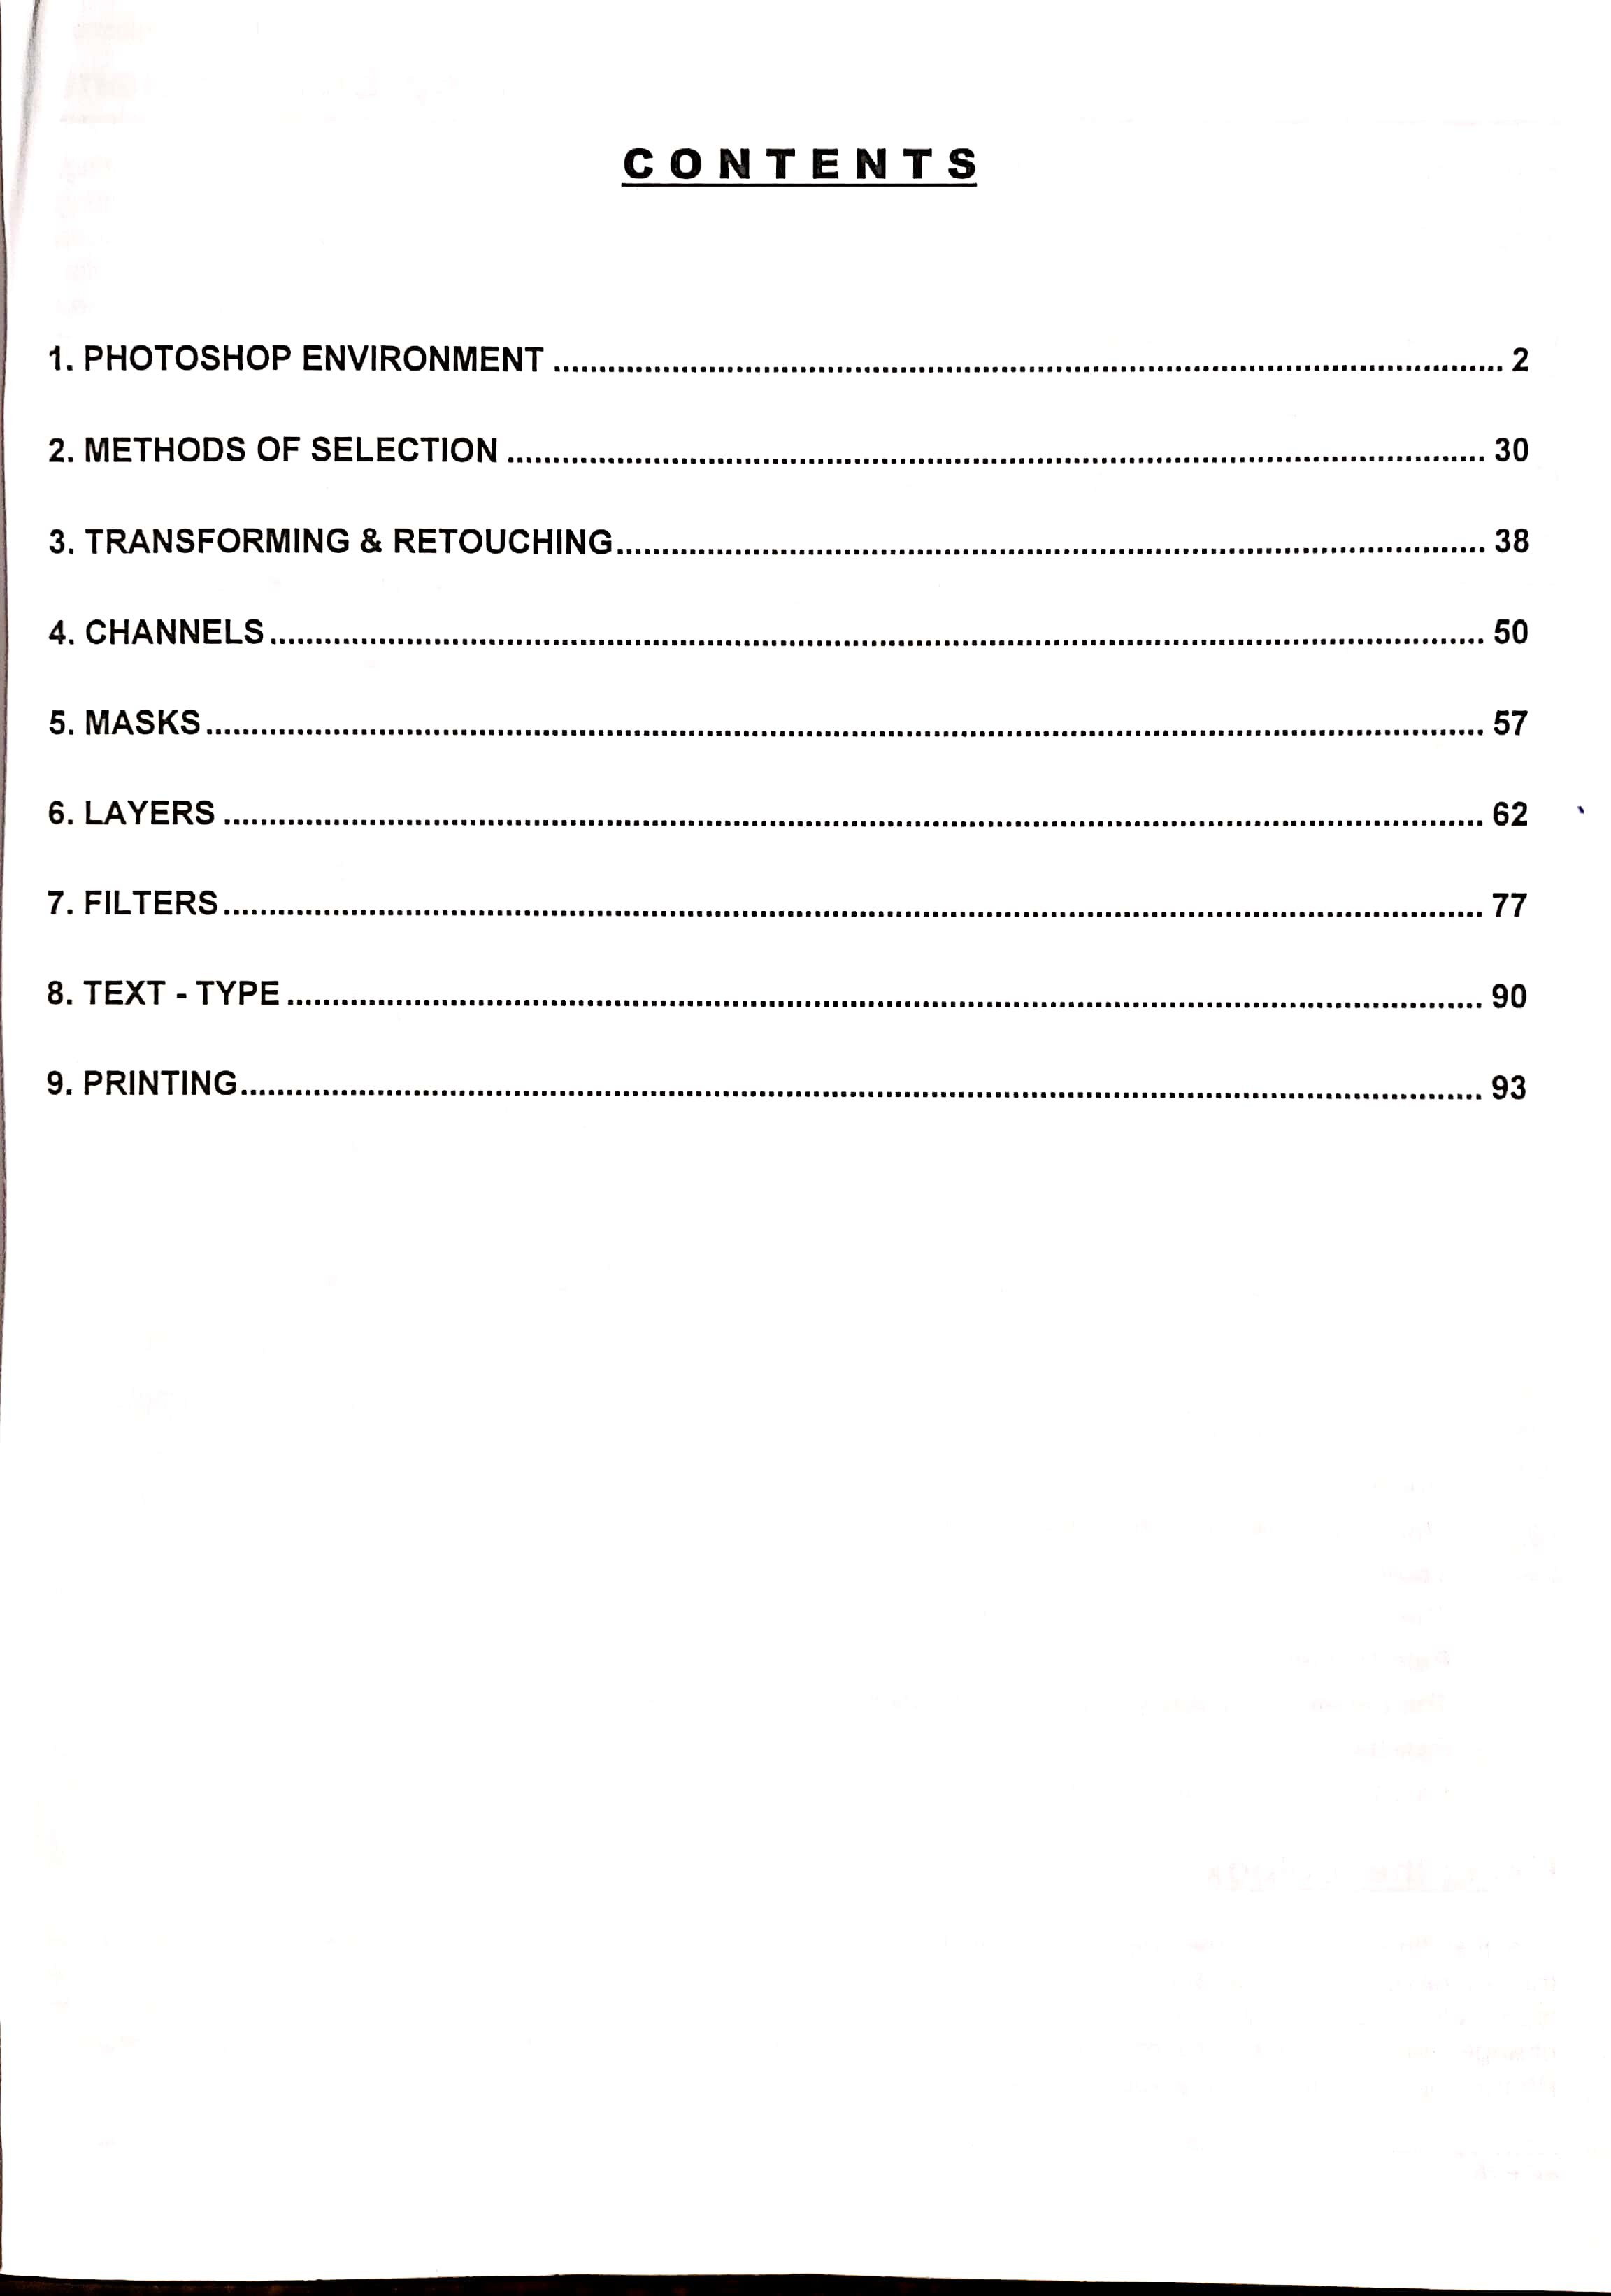 CONTENTS
1. PHOTOSHOP ENVIRONMENT ........................................ 2
2. METHODS OF SELECTION ........................................ 30
3. TRANSFORMING & RETOUCHING ........................................ 38
4. CHANNELS ........................................ 50
5. MASKS ........................................ 57
6. LAYERS ........................................ 62
7. FILTERS ........................................ 77
8. TEXT - TYPE ........................................ 90
9. PRINTING ........................................ 93